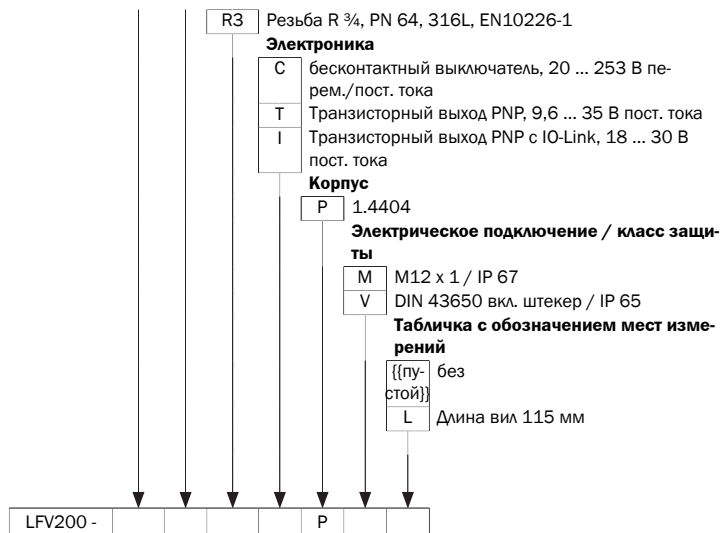 R3 Резьба R ¾, PN 64, 316L, EN10226-1
Электроника
C бесконтактный выключатель, 20 ... 253 В пе-
рем./пост. тока
T Транзисторный выход PNP, 9,6 ... 35 В пост. тока
I Транзисторный выход PNP с IO-Link, 18 ... 30 В
пост. тока
Корпус
P 1.4404
Электрическое подключение / класс защи-
ты
M M12 x 1 / IP 67
V DIN 43650 вкл. штекер / IP 65
Табличка с обозначением мест изме-
рений
{{пу- без
стой}}
L Длина вил 115 мм
LFV200 - P